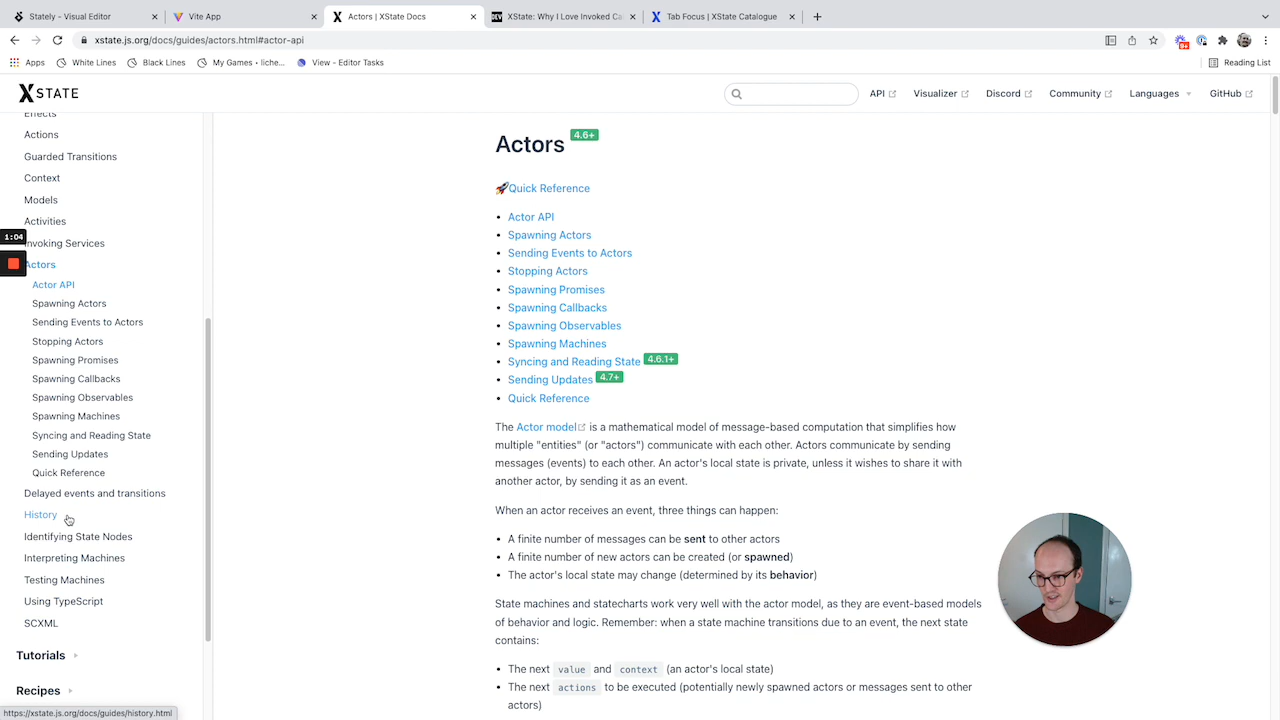 Stately - Visual Editor
Vite App
Actors | XState Docs
XState: Why I Love Invoked Ca
Tab Focus | XState Catalogue
xstate.js.org/docs/guides/actors.html#actor-api
Apps
White Lines
Black Lines
My Games • liche...
View - Editor Tasks
Reading List
XSTATE
API
Visualizer
Discord
Community
Languages
GitHub
Effects
Actions
Guarded Transitions
Context
Models
Activities
1:04
Invoking Services
Actors
Actor API
Spawning Actors
Sending Events to Actors
Stopping Actors
Spawning Promises
Spawning Callbacks
Spawning Observables
Spawning Machines
Syncing and Reading State
Sending Updates
Quick Reference
Delayed events and transitions
History
Identifying State Nodes
Interpreting Machines
Testing Machines
Using TypeScript
SCXML
Tutorials
Recipes
https://xstate.js.org/docs/guides/history.html
Actors 4.6+
🚀Quick Reference
• Actor API
• Spawning Actors
• Sending Events to Actors
• Stopping Actors
• Spawning Promises
• Spawning Callbacks
• Spawning Observables
• Spawning Machines
• Syncing and Reading State 4.6.1+
• Sending Updates 4.7+
• Quick Reference
The Actor model is a mathematical model of message-based computation that simplifies how
multiple "entities" (or "actors") communicate with each other. Actors communicate by sending
messages (events) to each other. An actor's local state is private, unless it wishes to share it with
another actor, by sending it as an event.
When an actor receives an event, three things can happen:
• A finite number of messages can be sent to other actors
• A finite number of new actors can be created (or spawned)
• The actor's local state may change (determined by its behavior)
State machines and statecharts work very well with the actor model, as they are event-based models
of behavior and logic. Remember: when a state machine transitions due to an event, the next state
contains:
• The next value and context (an actor's local state)
• The next actions to be executed (potentially newly spawned actors or messages sent to other
actors)